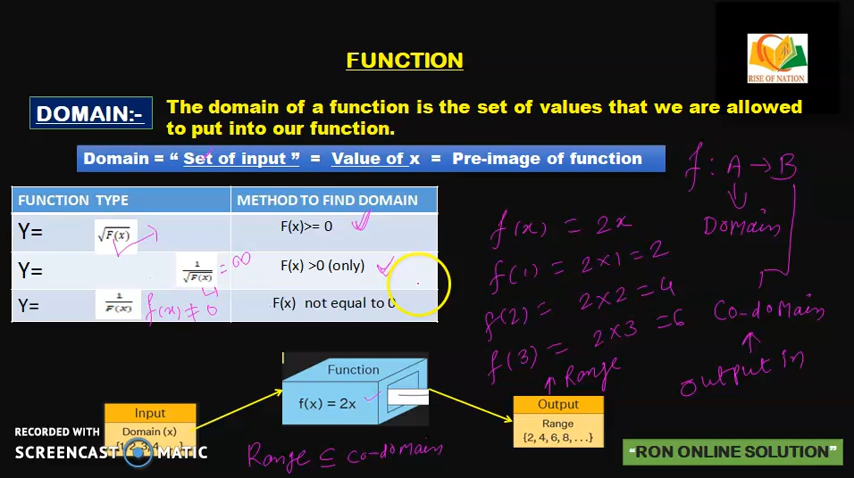 FUNCTION
RISE OF NATION
DOMAIN:-
The domain of a function is the set of values that we are allowed
to put into our function.
Domain = “ Set of input ” = Value of x = Pre-image of function
FUNCTION TYPE METHOD TO FIND DOMAIN
Y= √F(x) F(x)>= 0
Y= 1/√F(x) = ∞ F(x) >0 (only)
Y= 1/F(x) f(x) ≠ 0 F(x) not equal to 0
f : A → B
Domain
f(x) = 2x
f(1) = 2×1 = 2
f(2) = 2×2 = 4
f(3) = 2×3 = 6
Co-domain
Range
output in
Function
f(x) = 2x
Input
Domain (x)
{1, 2, 3, 4, ...}
Output
Range
{2, 4, 6, 8, . . .}
Range ⊆ co-domain
RECORDED WITH
SCREENCAST MATIC
“RON ONLINE SOLUTION”